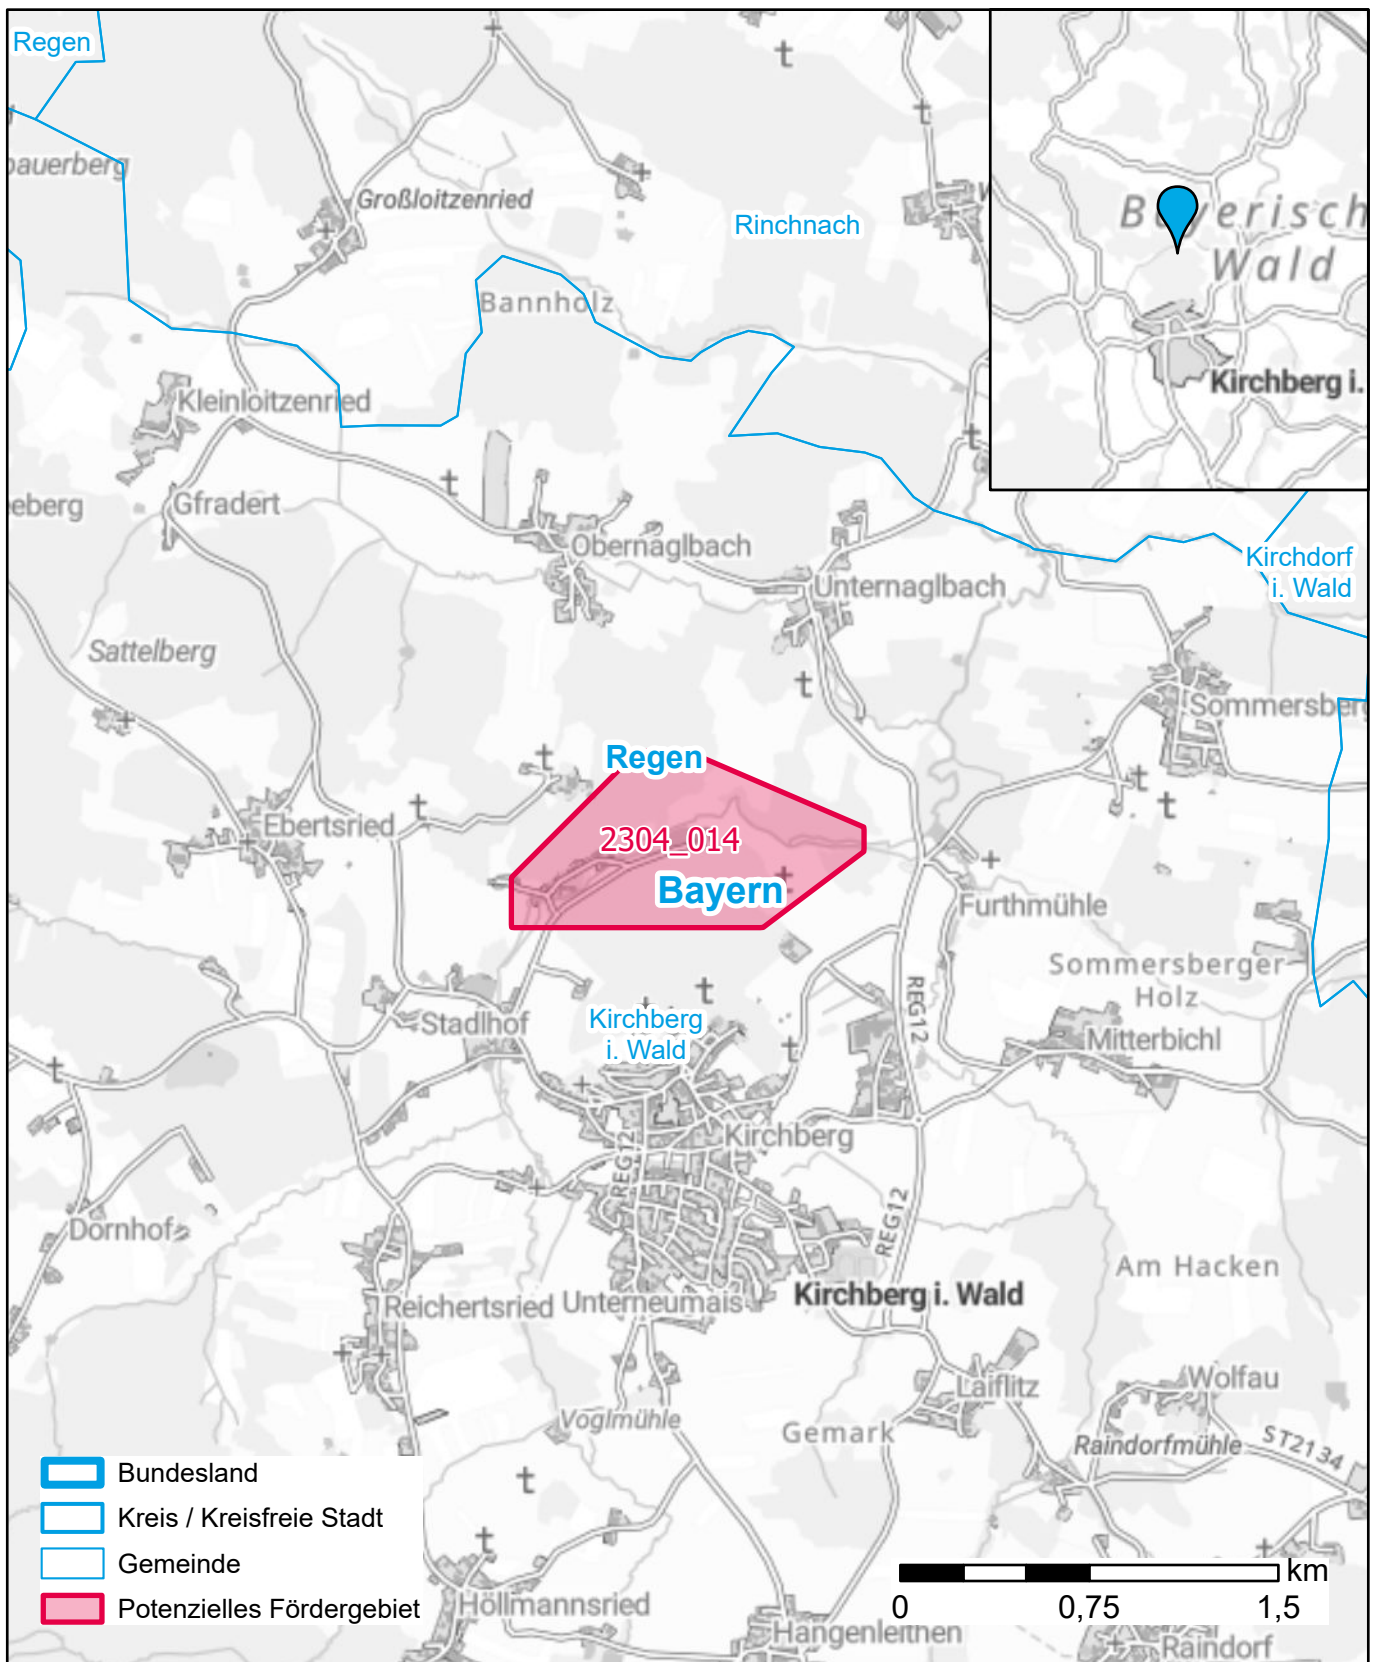 Regen
bauerberg
Großloitzenried
Rinchnach
Bannholz
Bayerisch
Wald
Kirchberg i.
Kleinloitzenried
eeberg
Gfradert
Obernaglbach
Unternaglbach
Kirchdorf
i. Wald
Sattelberg
Sommersberg
Regen
Ebertsried
2304_014
Bayern
Furthmühle
Sommersberger
Holz
REG12
Stadlhof
Kirchberg
i. Wald
Mitterbichl
Kirchberg
REG12
REG12
Dornhof
Am Hacken
Reichertsried
Unterneumais
Kirchberg i. Wald
Laiflitz
Wolfau
Voglmühle
Gemark
Raindorfmühle
ST2134
Bundesland
Kreis / Kreisfreie Stadt
Gemeinde
Potenzielles Fördergebiet
Höllmannsried
Hangenleithen
Raindorf
km
0 0,75 1,5